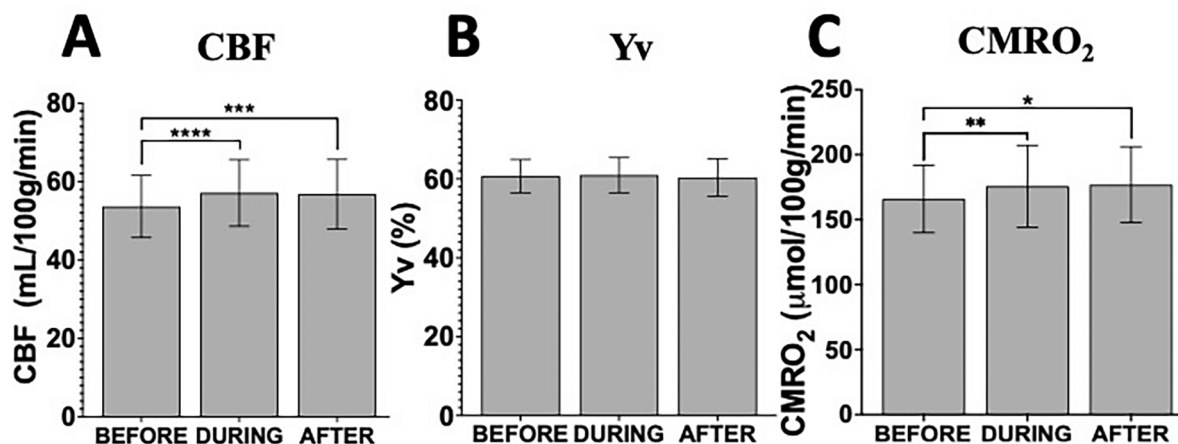 A
CBF
CBF (mL/100g/min)
80
60
40
20
0
***
****
BEFORE DURING AFTER
B
Yv
Yv (%)
80
60
40
20
0
BEFORE DURING AFTER
C
CMRO₂
CMRO₂ (μmol/100g/min)
250
200
150
100
50
0
*
**
BEFORE DURING AFTER